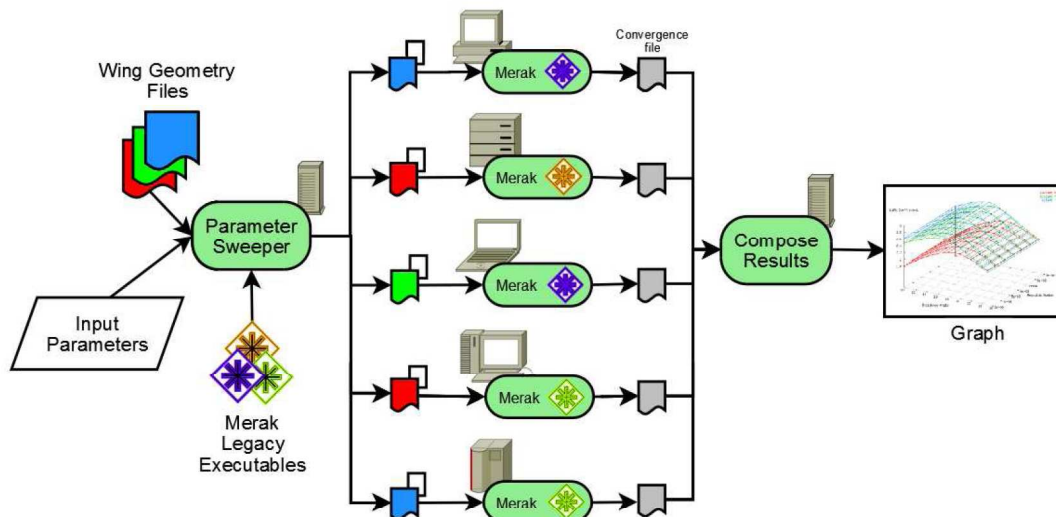 Wing Geometry
Files
Input
Parameters
Parameter
Sweeper
Merak
Legacy
Executables
Convergence
file
Merak
Merak
Merak
Merak
Merak
Compose
Results
Graph